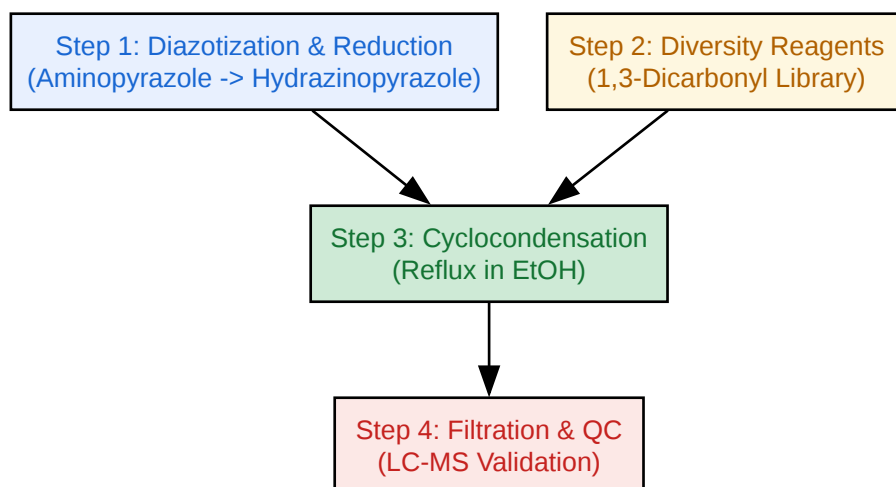 Step 1: Diazotization & Reduction
(Aminopyrazole -> Hydrazinopyrazole)
Step 2: Diversity Reagents
(1,3-Dicarbonyl Library)
Step 3: Cyclocondensation
(Reflux in EtOH)
Step 4: Filtration & QC
(LC-MS Validation)